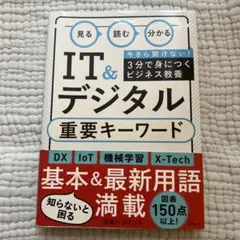 見る 読む 分かる
今さら聞けない!
3分で身につく
ビジネス教養
IT&
デジタル
重要キーワード
DX IoT 機械学習 X-Tech
基本&最新用語
知らないと困る
満載
図表
150点
以上!